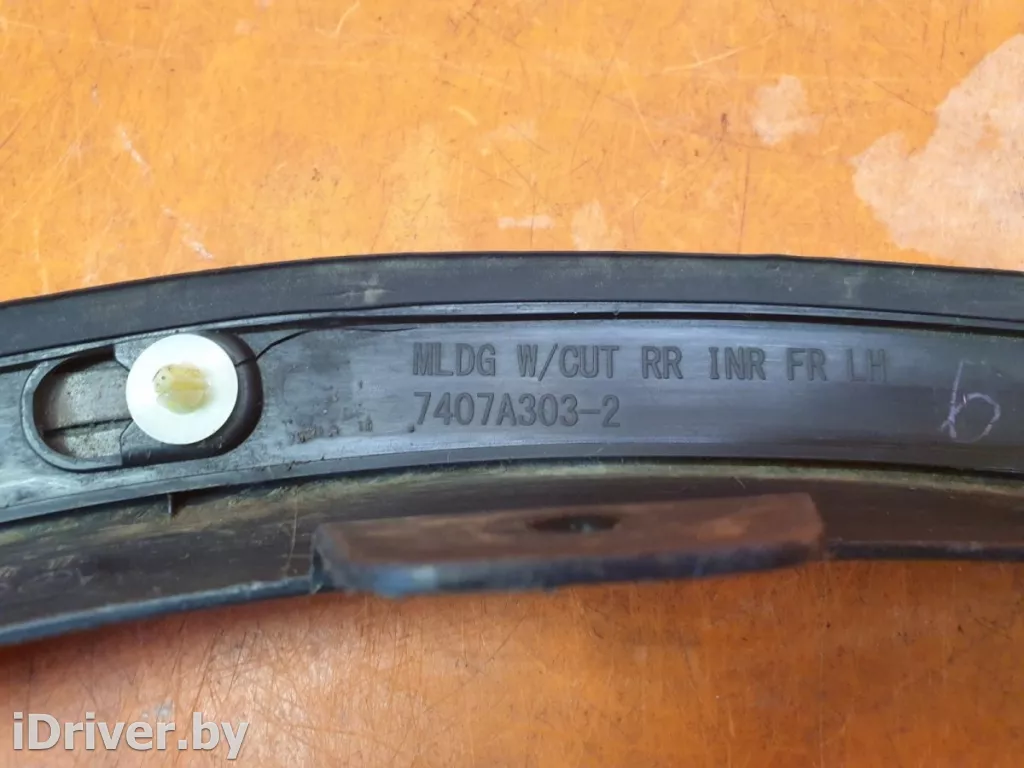 MLDG W/CUT RR INR FR LH
7407A303-2
iDriver.by